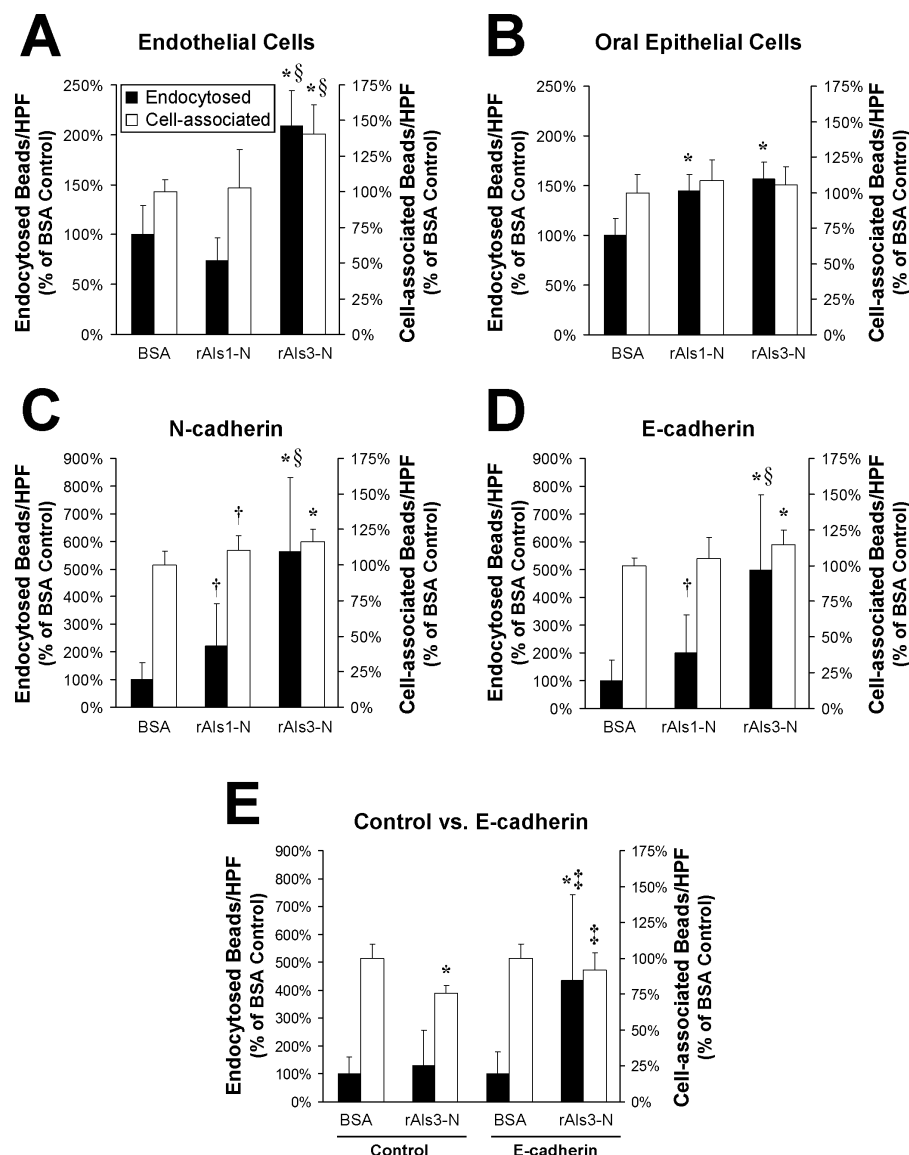 A
Endothelial Cells
Endocytosed Beads/HPF
(% of BSA Control)
250%
200%
150%
100%
50%
0%
Endocytosed
Cell-associated
*§
*§
175%
150%
125%
100%
75%
50%
25%
0%
Cell-associated Beads/HPF
(% of BSA Control)
BSA rAls1-N rAls3-N
B
Oral Epithelial Cells
Endocytosed Beads/HPF
(% of BSA Control)
250%
200%
150%
100%
50%
0%
*
*
175%
150%
125%
100%
75%
50%
25%
0%
Cell-associated Beads/HPF
(% of BSA Control)
BSA rAls1-N rAls3-N
C
N-cadherin
Endocytosed Beads/HPF
(% of BSA Control)
900%
800%
700%
600%
500%
400%
300%
200%
100%
0%
†
†
*§
*
175%
150%
125%
100%
75%
50%
25%
0%
Cell-associated Beads/HPF
(% of BSA Control)
BSA rAls1-N rAls3-N
D
E-cadherin
Endocytosed Beads/HPF
(% of BSA Control)
900%
800%
700%
600%
500%
400%
300%
200%
100%
0%
†
*§
*
175%
150%
125%
100%
75%
50%
25%
0%
Cell-associated Beads/HPF
(% of BSA Control)
BSA rAls1-N rAls3-N
E
Control vs. E-cadherin
Endocytosed Beads/HPF
(% of BSA Control)
900%
800%
700%
600%
500%
400%
300%
200%
100%
0%
*
*‡
‡
175%
150%
125%
100%
75%
50%
25%
0%
Cell-associated Beads/HPF
(% of BSA Control)
BSA rAls3-N BSA rAls3-N
Control E-cadherin